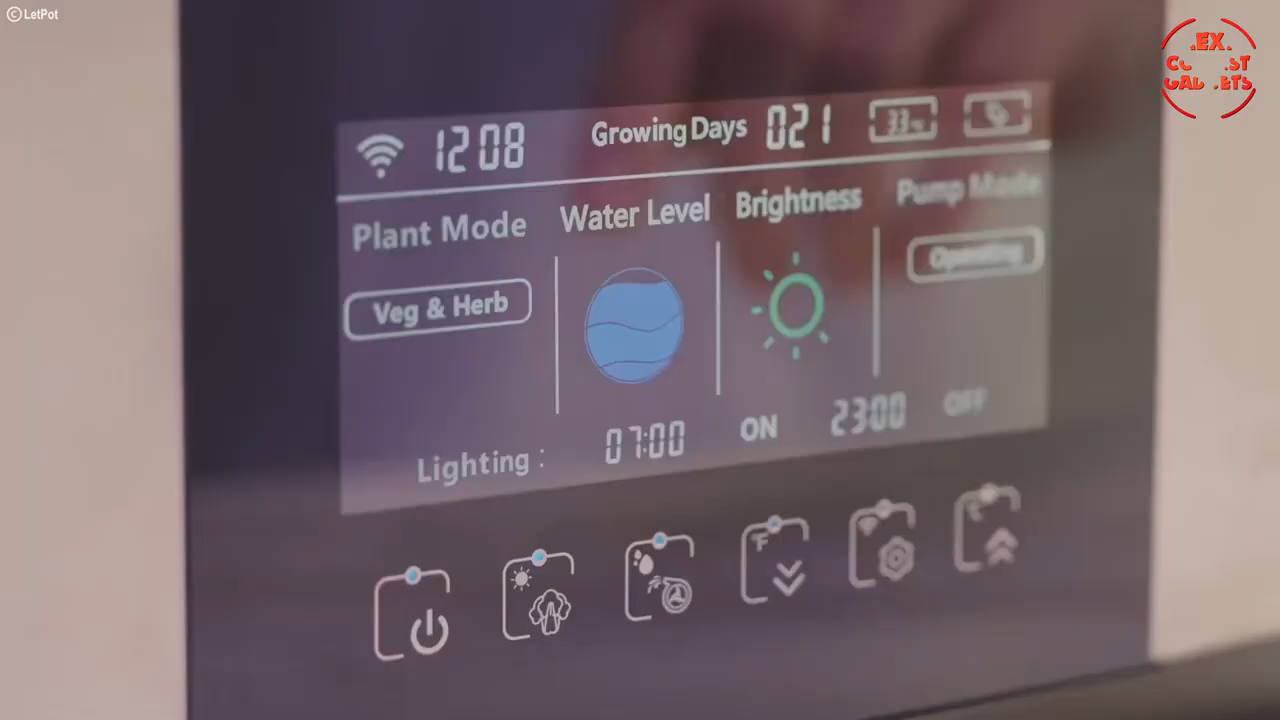 © LetPot
12 08 Growing Days 021
Plant Mode Water Level Brightness Pump Mode
Veg & Herb Operating
Lighting : 07:00 ON 23:00 OFF
°F